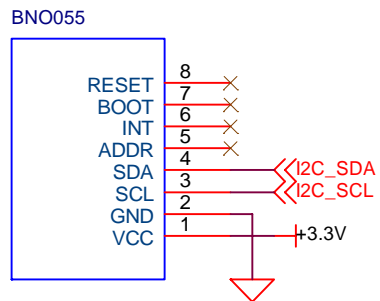 BNO055
RESET 8
BOOT 7
INT 6
ADDR 5
SDA 4 I2C_SDA
SCL 3 I2C_SCL
GND 2
VCC 1 +3.3V